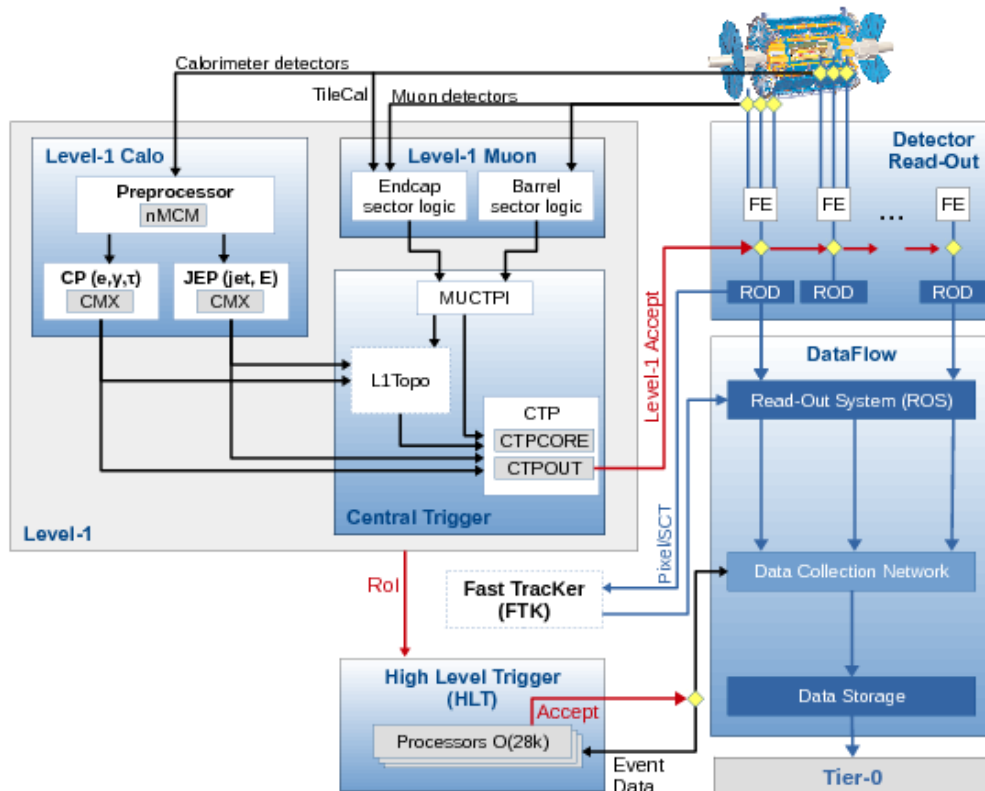 Calorimeter detectors
TileCal
Muon detectors
Level-1 Calo
Preprocessor
nMCM
CP (e,γ,τ)
CMX
JEP (jet, E)
CMX
Level-1 Muon
Endcap
sector logic
Barrel
sector logic
MUCTPI
L1Topo
CTP
CTPCORE
CTPOUT
Central Trigger
Level-1
Level-1 Accept
Detector
Read-Out
FE
FE
...
FE
ROD
ROD
ROD
DataFlow
Read-Out System (ROS)
Data Collection Network
Data Storage
Tier-0
Pixel/SCT
RoI
Fast TracKer
(FTK)
High Level Trigger
(HLT)
Accept
Processors O(28k)
Event
Data